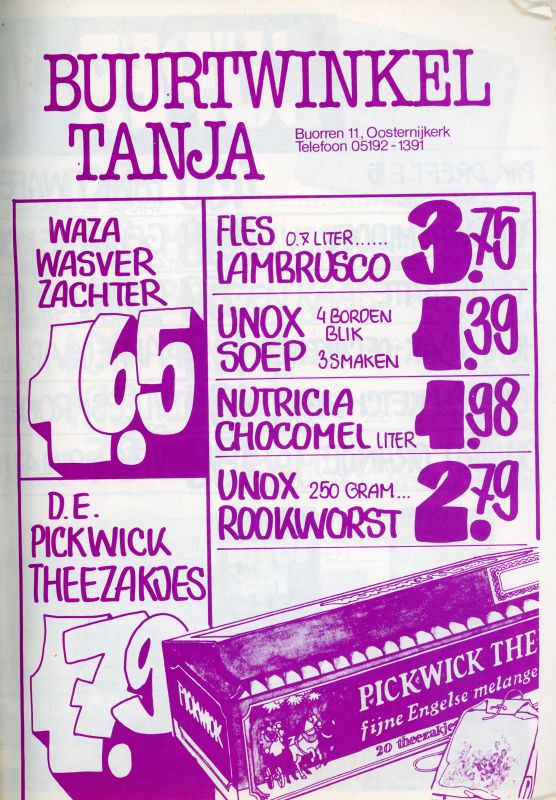 BUURTWINKEL
TANJA
Buorren 11, Oosternijkerk
Telefoon 05192-1391
WAZA
WASVER
ZACHTER
1.65
FLES 0.7 LITER......
LAMBRUSCO
3.75
UNOX 4 BORDEN
BLIK
SOEP 3 SMAKEN
1.39
NUTRICIA
CHOCOMEL LITER
1.98
UNOX 250 GRAM...
ROOKWORST
2.79
D.E.
PICKWICK
THEEZAKJES
1.79
PICKWICK
PICKWICK THE
fijne Engelse melange
20 theezakje